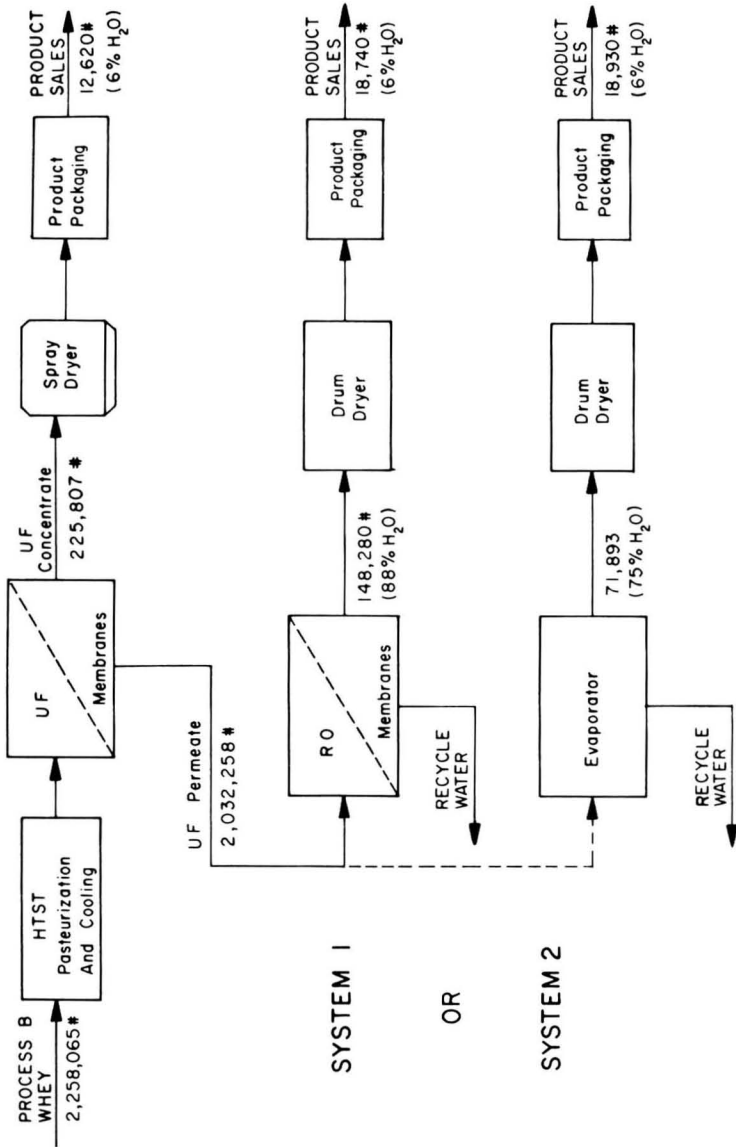 PROCESS B
WHEY
2,258,065#
HTST
Pasteurization
And Cooling
UF
Membranes
UF
Concentrate
225,807#
Spray
Dryer
Product
Packaging
PRODUCT
SALES
12,620#
(6% H₂O)
UF Permeate
2,032,258#
SYSTEM 1
RO
Membranes
RECYCLE
WATER
148,280#
(88% H₂O)
Drum
Dryer
Product
Packaging
PRODUCT
SALES
18,740#
(6% H₂O)
OR
SYSTEM 2
Evaporator
RECYCLE
WATER
71,893
(75% H₂O)
Drum
Dryer
Product
Packaging
PRODUCT
SALES
18,930#
(6% H₂O)